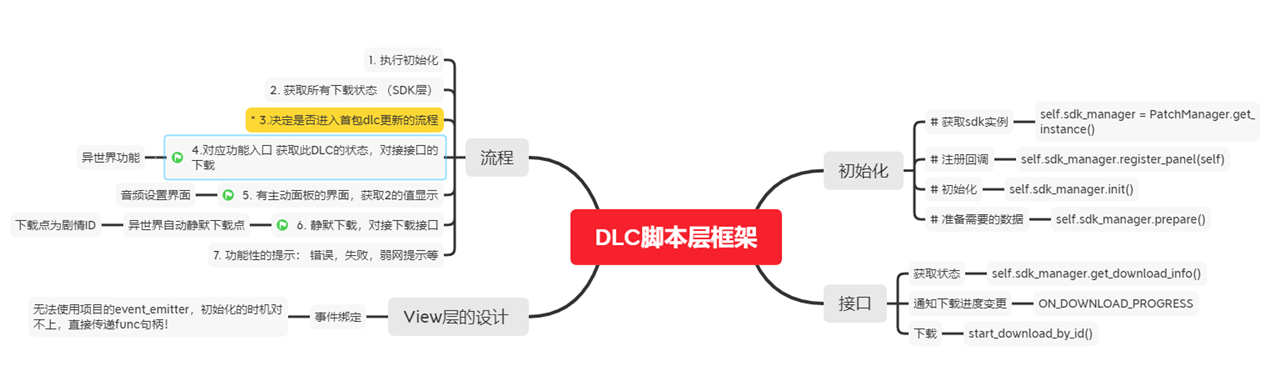 DLC脚本层框架
流程
1. 执行初始化
2. 获取所有下载状态 （SDK层）
* 3.决定是否进入首包dlc更新的流程
4.对应功能入口 获取此DLC的状态，对接接口的
下载
异世界功能
5. 有主动面板的界面，获取2的值显示
音频设置界面
6. 静默下载，对接下载接口
异世界自动静默下载点
下载点为剧情ID
7. 功能性的提示： 错误，失败，弱网提示等
View层的设计
事件绑定
无法使用项目的event_emitter，初始化的时机对
不上，直接传递func句柄！
初始化
# 获取sdk实例
self.sdk_manager = PatchManager.get_
instance()
# 注册回调
self.sdk_manager.register_panel(self)
# 初始化
self.sdk_manager.init()
# 准备需要的数据
self.sdk_manager.prepare()
接口
获取状态
self.sdk_manager.get_download_info()
通知下载进度变更
ON_DOWNLOAD_PROGRESS
下载
start_download_by_id()